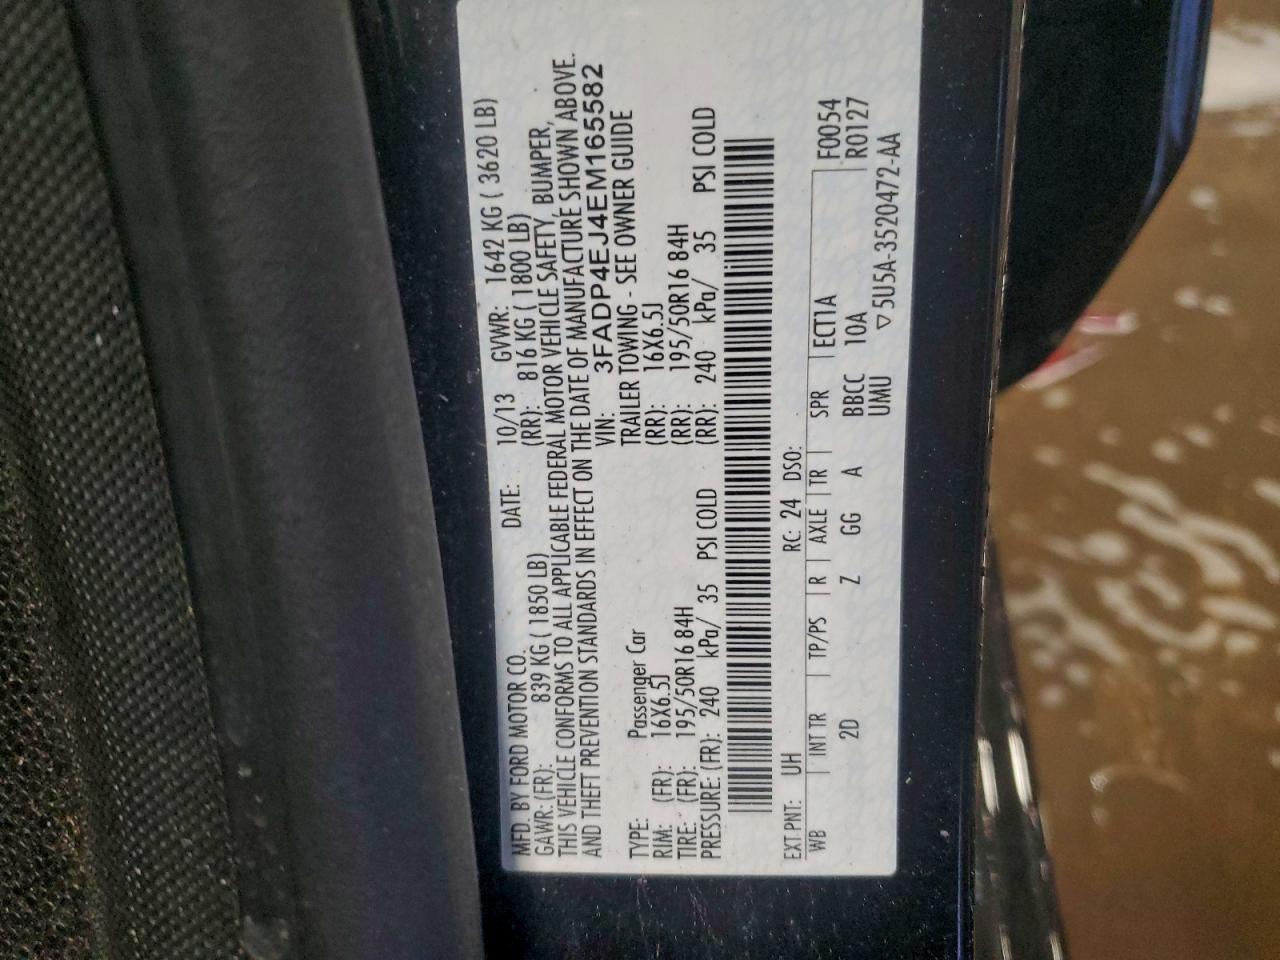 MFD. BY FORD MOTOR CO. DATE: 10/13 GVWR: 1642 KG ( 3620 LB)
GAWR: (FR): 839 KG ( 1850 LB) (RR): 816 KG ( 1800 LB)
THIS VEHICLE CONFORMS TO ALL APPLICABLE FEDERAL MOTOR VEHICLE SAFETY, BUMPER,
AND THEFT PREVENTION STANDARDS IN EFFECT ON THE DATE OF MANUFACTURE SHOWN ABOVE.
VIN: 3FADP4EJ4EM165582
TYPE: Passenger Car TRAILER TOWING - SEE OWNER GUIDE
RIM: (FR): 16X6.5J (RR): 16X6.5J
TIRE: (FR): 195/50R16 84H (RR): 195/50R16 84H
PRESSURE: (FR): 240 kPa/ 35 PSI COLD (RR): 240 kPa/ 35 PSI COLD
EXT PNT: UH RC: 24 DSO:
WB INT TR TP/PS R AXLE TR SPR ECT1A F0054
2D Z GG A BBCC 10A R0127
UMU ▽5U5A-3520472-AA